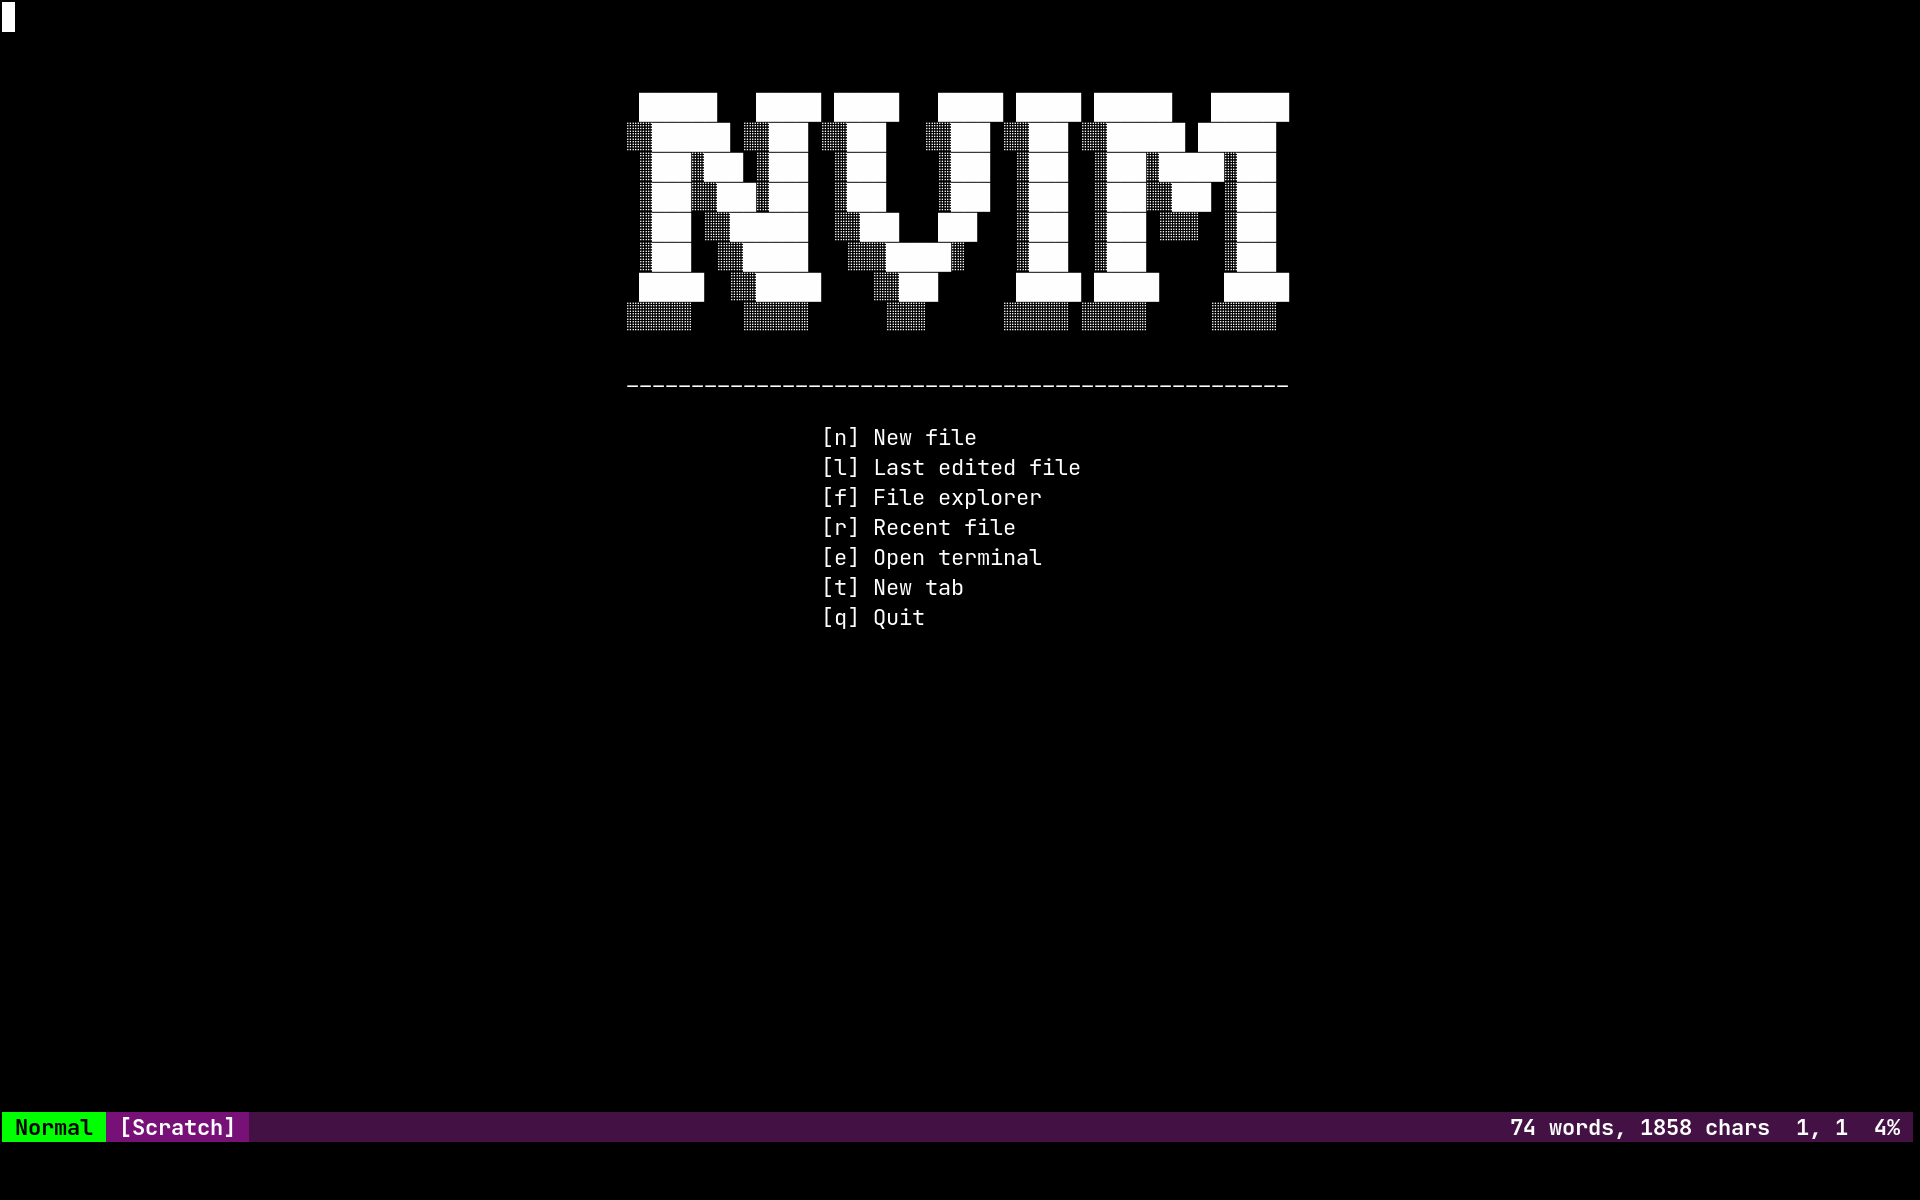 NVIM
[n] New file
[l] Last edited file
[f] File explorer
[r] Recent file
[e] Open terminal
[t] New tab
[q] Quit
Normal [Scratch] 74 words, 1858 chars 1, 1 4%